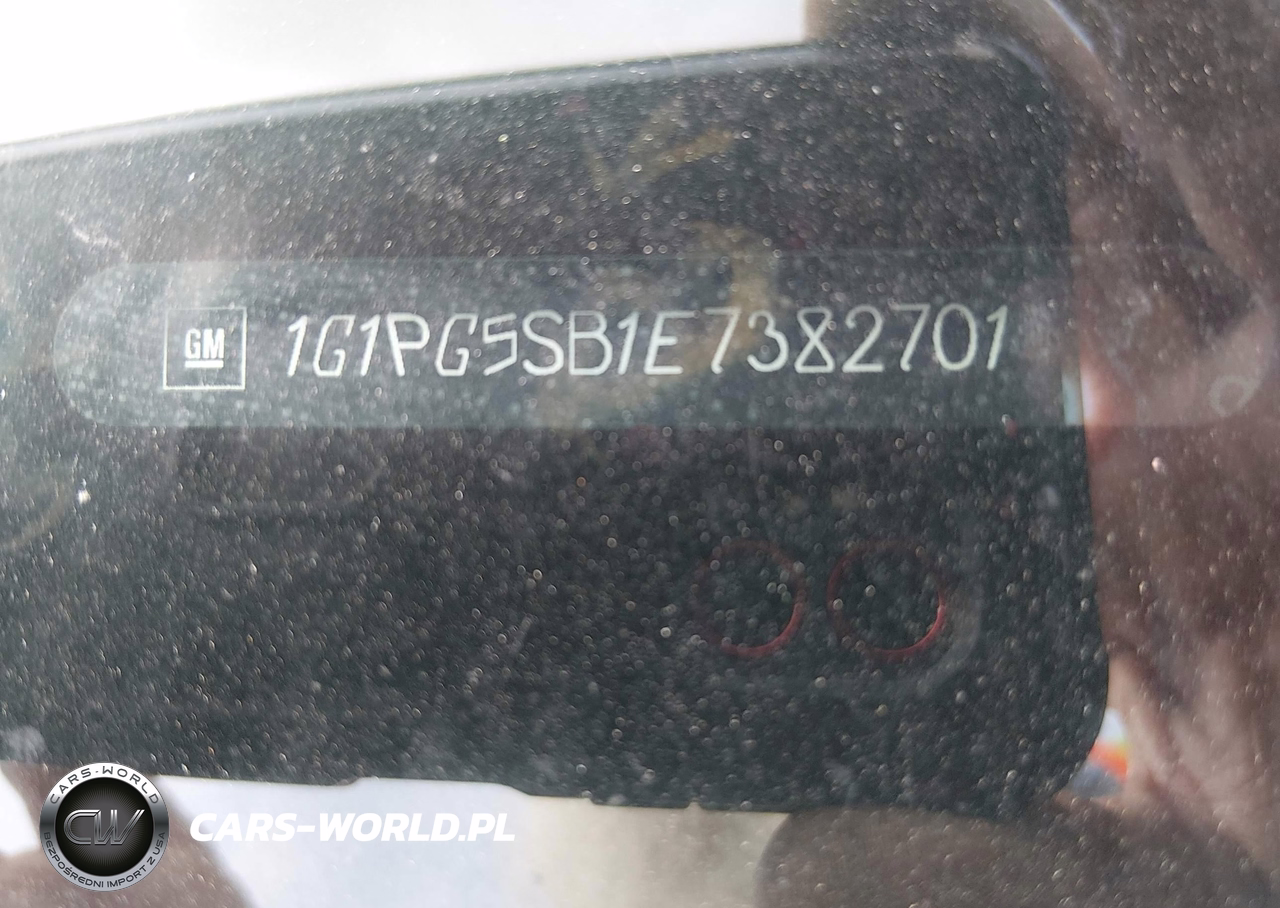 GM 1G1PG5SB1E7382701
CARS-WORLD
CW
BEZPOŚREDNI IMPORT Z USA
CARS-WORLD.PL